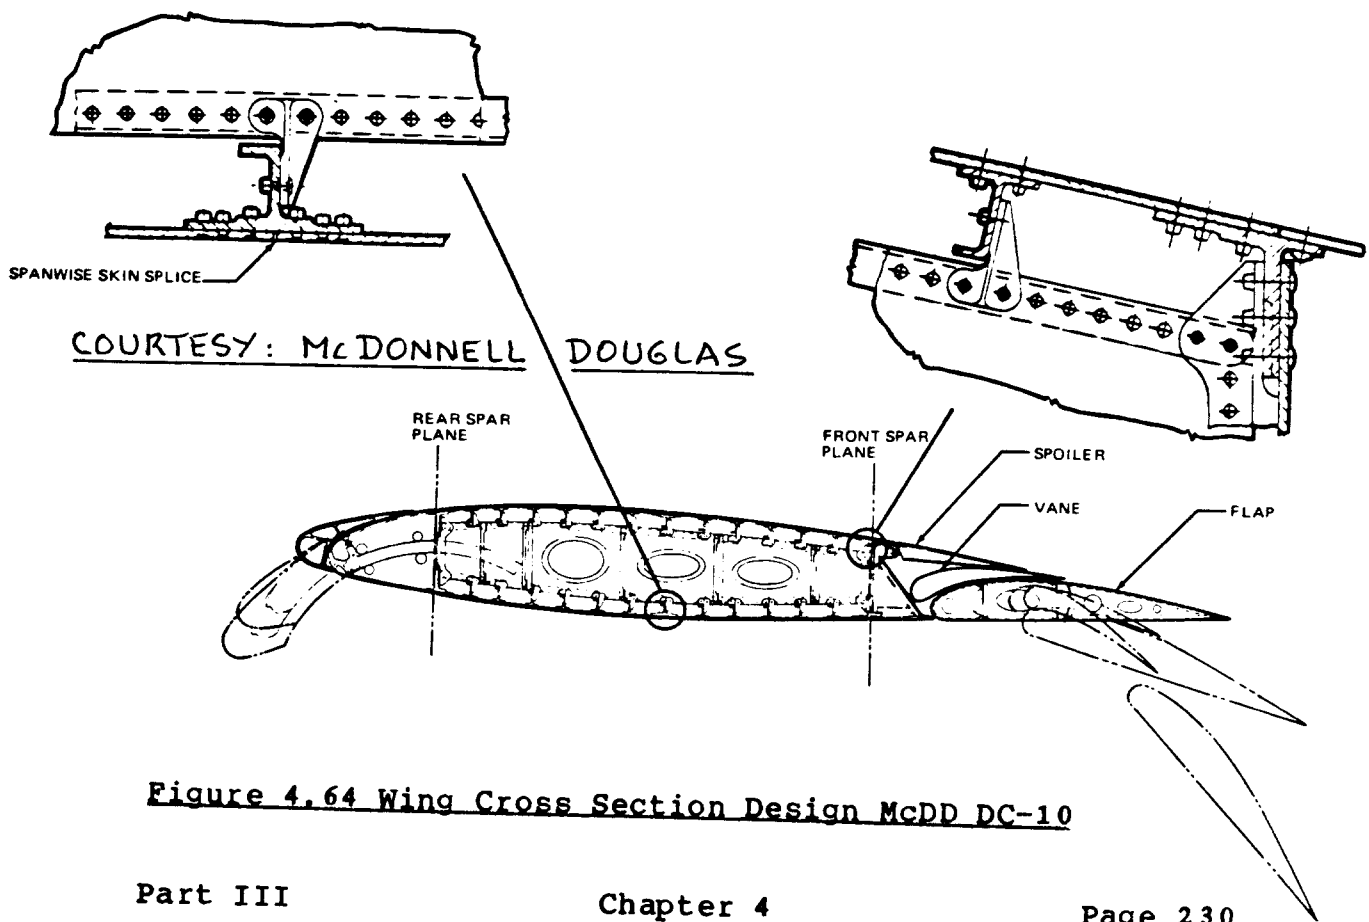 SPANWISE SKIN SPLICE
COURTESY: McDONNELL DOUGLAS
REAR SPAR
PLANE
FRONT SPAR
PLANE
SPOILER
VANE
FLAP
Figure 4.64 Wing Cross Section Design McDD DC-10
Part III
Chapter 4
Page 230